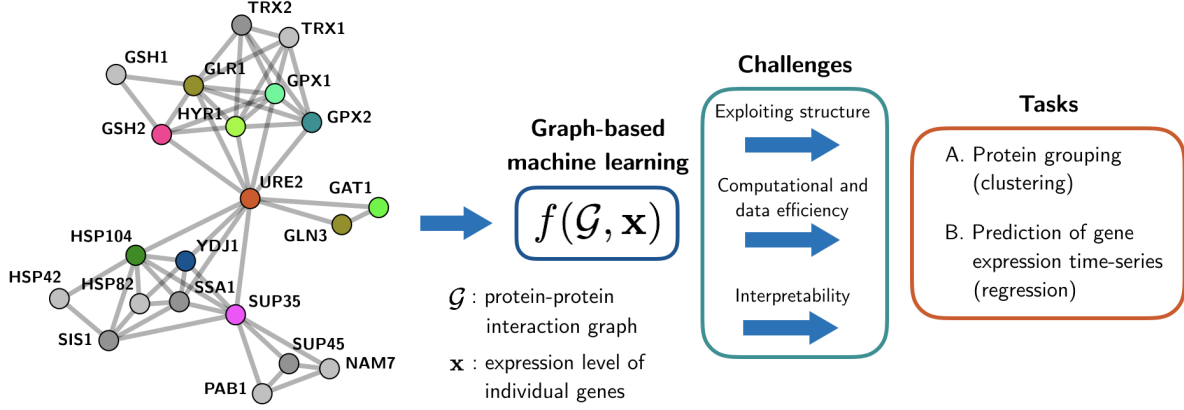 TRX2
TRX1
GSH1
GLR1
GPX1
HYR1
GSH2
GPX2
URE2
GAT1
GLN3
HSP104
YDJ1
HSP42
HSP82
SSA1
SUP35
SIS1
SUP45
NAM7
PAB1
Graph-based
machine learning
f(𝒢, x)
𝒢 : protein-protein
interaction graph
x : expression level of
individual genes
Challenges
Exploiting structure
Computational and
data efficiency
Interpretability
Tasks
A. Protein grouping
(clustering)
B. Prediction of gene
expression time-series
(regression)